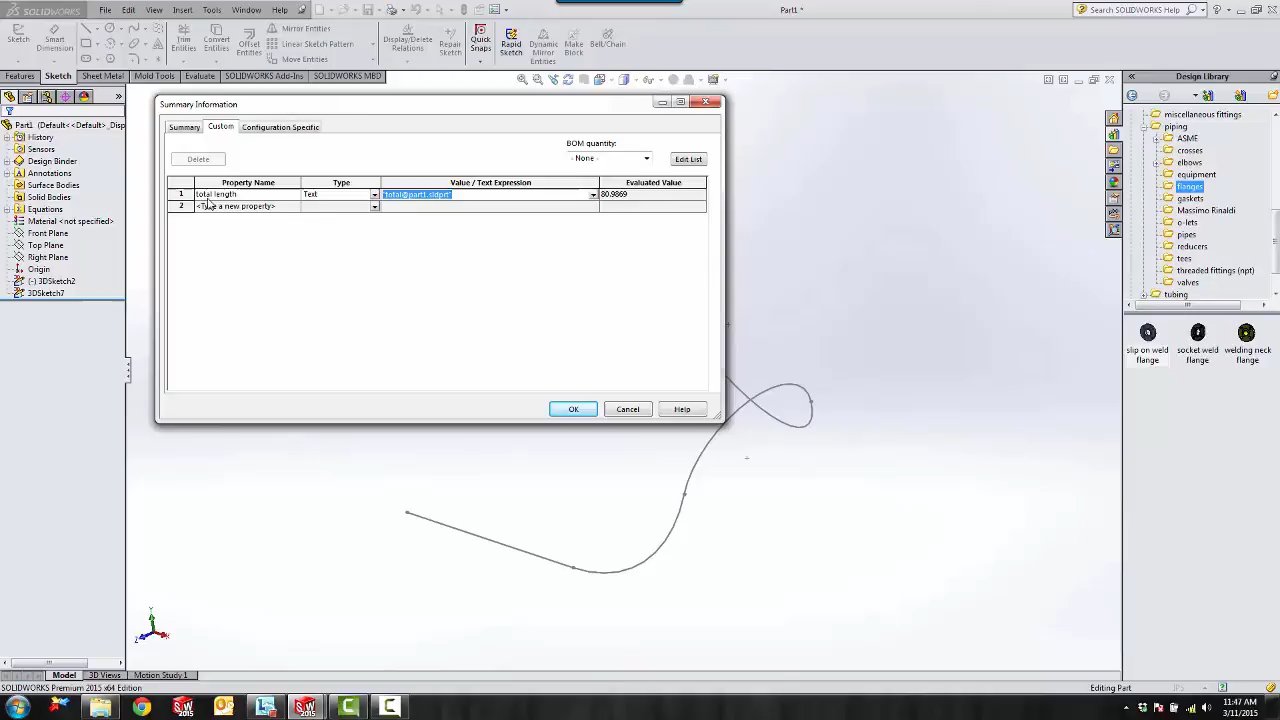 SOLIDWORKS File Edit View Insert Tools Window Help Part1 * Search SOLIDWORKS Help
Sketch Smart Dimension Trim Entities Convert Entities Offset Entities Mirror Entities Linear Sketch Pattern Move Entities Display/Delete Relations Repair Sketch Quick Snaps Rapid Sketch Dynamic Mirror Entities Make Block Belt/Chain
Features Sketch Sheet Metal Mold Tools Evaluate SOLIDWORKS Add-Ins SOLIDWORKS MBD
Design Library
Summary Information
Part1 (Default<<Default>_Disp
History
Sensors
Design Binder
Annotations
Surface Bodies
Solid Bodies
Equations
Material <not specified>
Front Plane
Top Plane
Right Plane
Origin
(-) 3DSketch2
3DSketch7
Summary Custom Configuration Specific
BOM quantity:
Delete - None - Edit List
Property Name Type Value / Text Expression Evaluated Value
1 total length Text "total@part1.sldprt" 80.9869
2 <Type a new property>
OK Cancel Help
miscellaneous fittings
piping
ASME
crosses
elbows
equipment
flanges
gaskets
Massimo Rinaldi
o-lets
pipes
reducers
tees
threaded fittings (npt)
valves
tubing
slip on weld flange
socket weld flange
welding neck flange
Y
X
Z
Model 3D Views Motion Study 1
SOLIDWORKS Premium 2015 x64 Edition Editing Part IPS
11:47 AM
3/11/2015